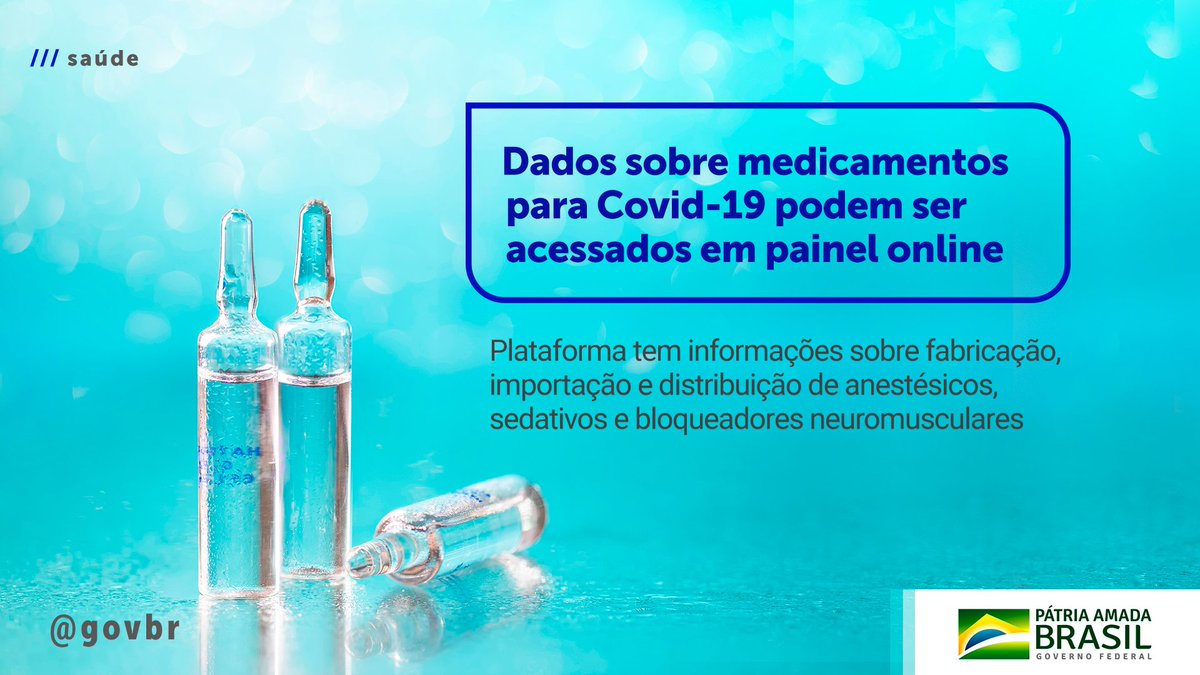 /// saúde
Dados sobre medicamentos
para Covid-19 podem ser
acessados em painel online
Plataforma tem informações sobre fabricação,
importação e distribuição de anestésicos,
sedativos e bloqueadores neuromusculares
@govbr
PÁTRIA AMADA
BRASIL
GOVERNO FEDERAL